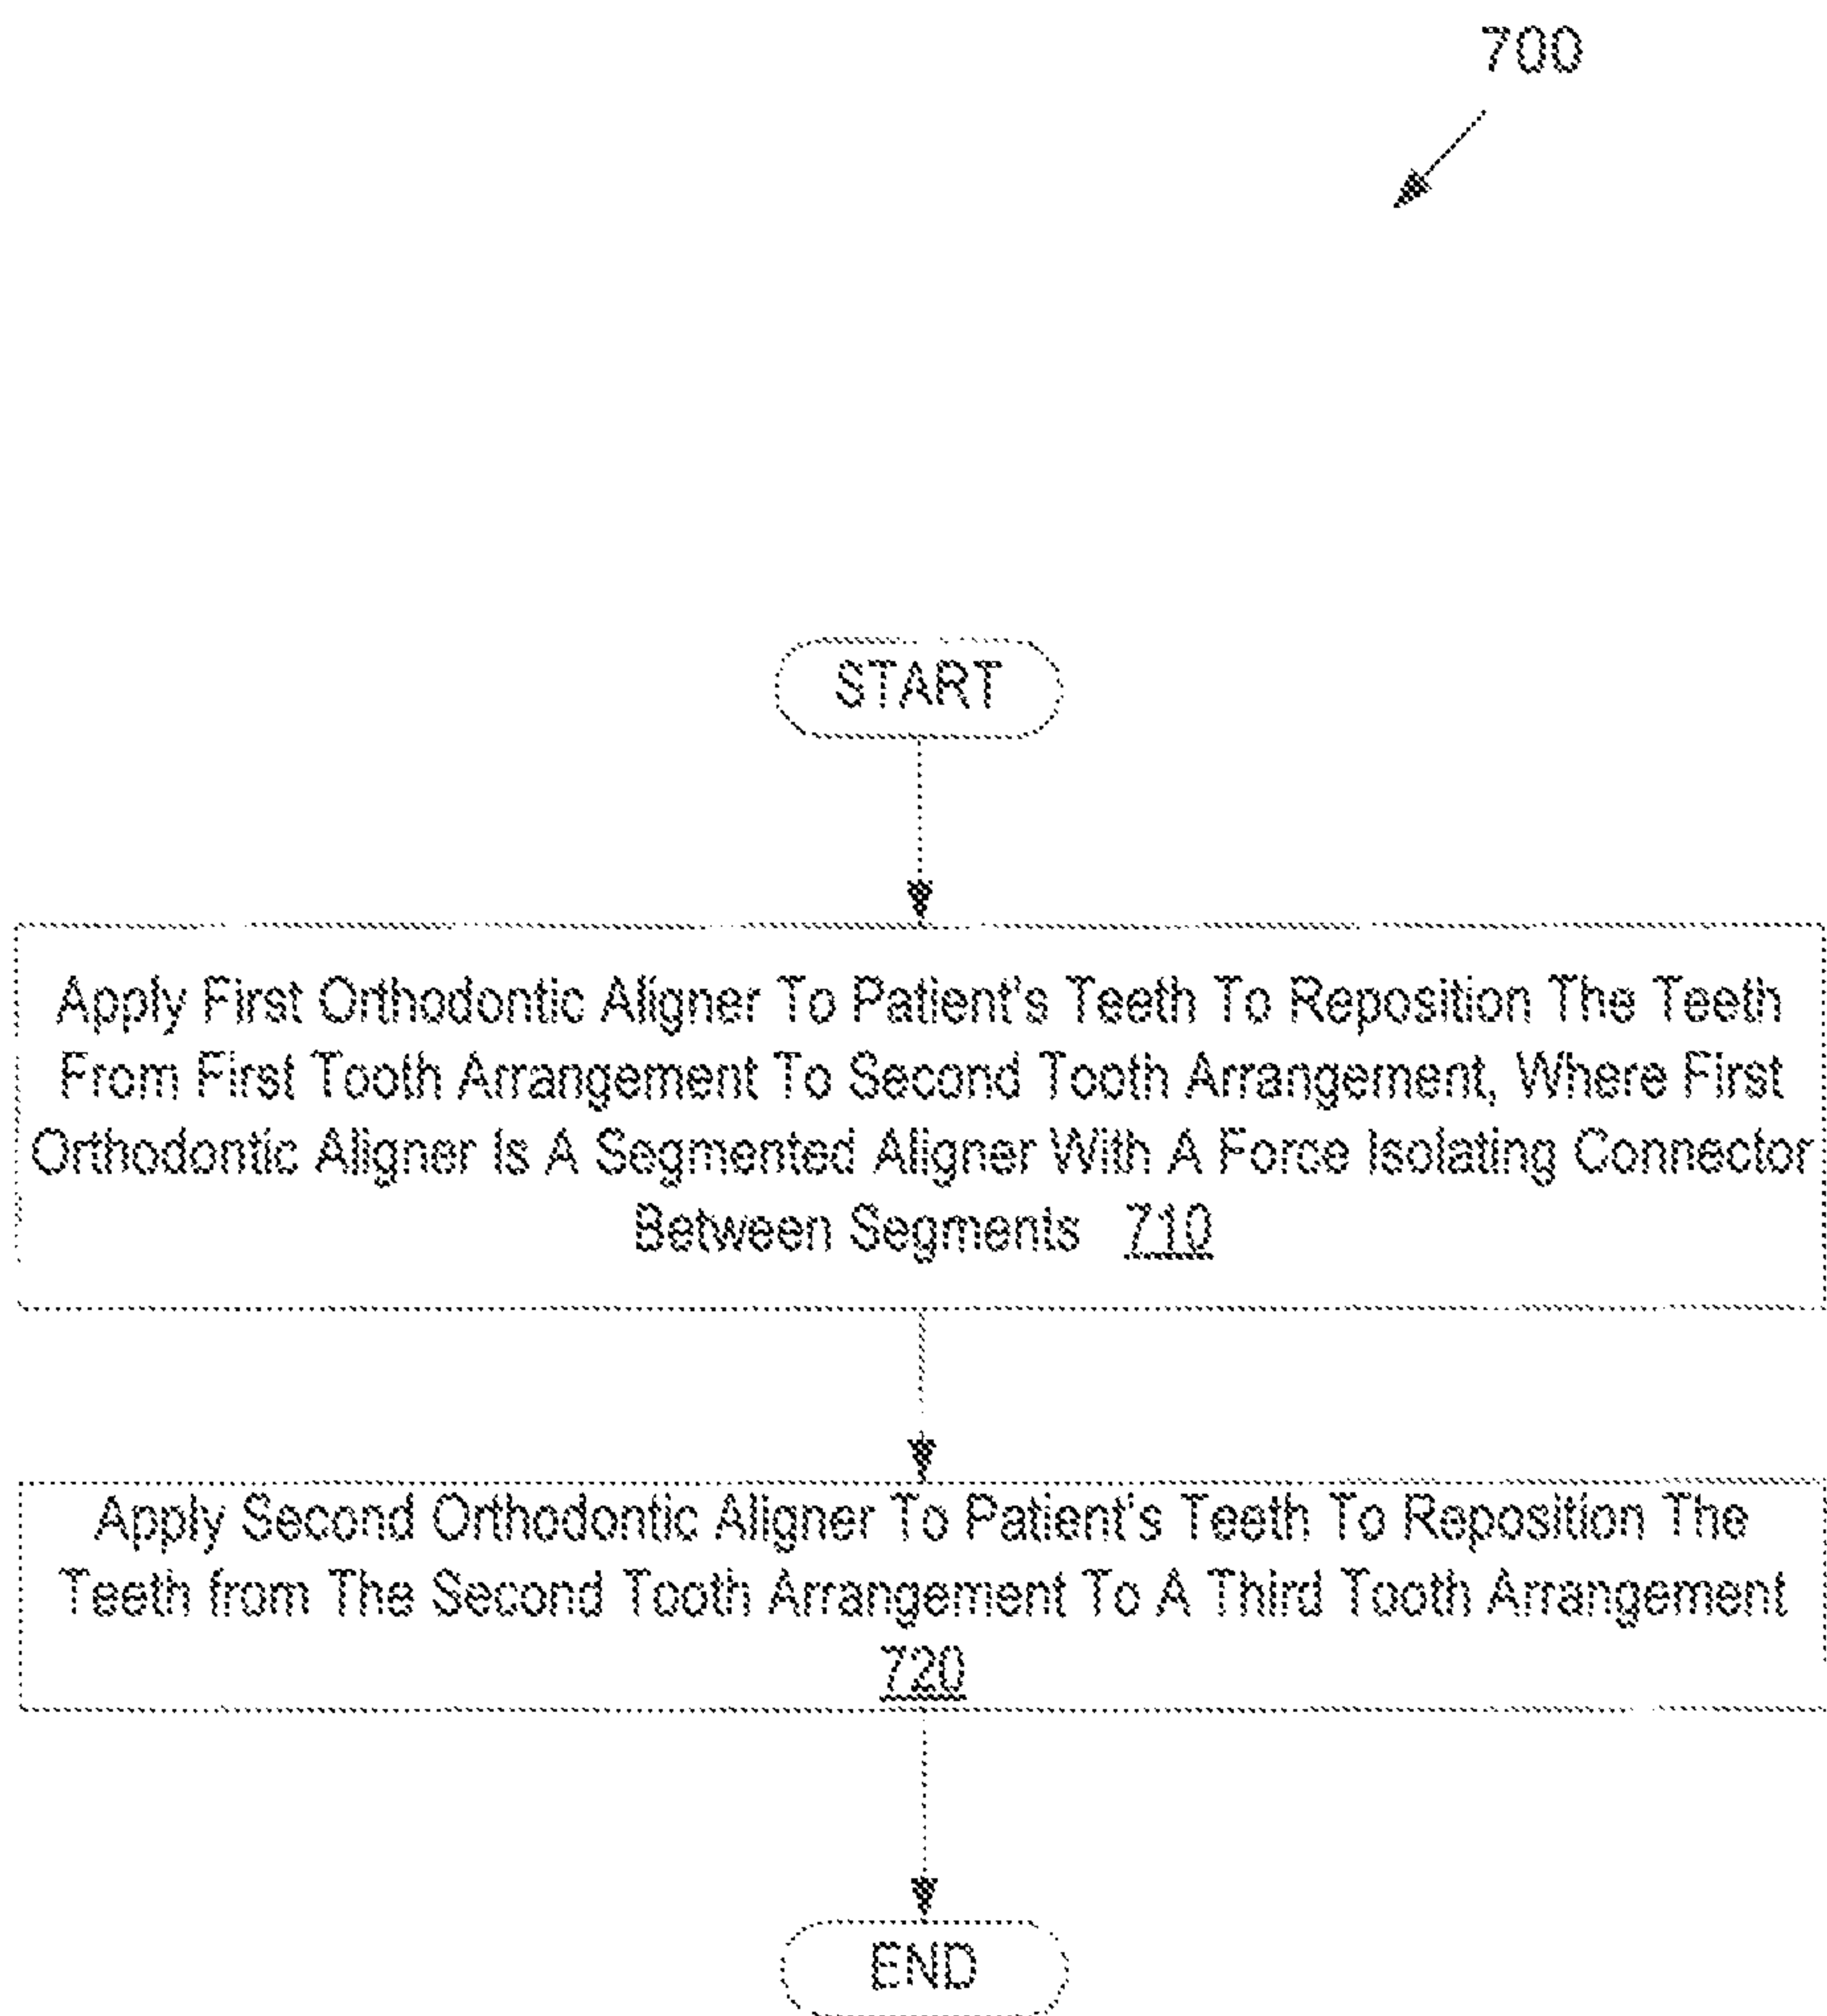 700
START
Apply First Orthodontic Aligner To Patient's Teeth To Reposition The Teeth
From First Tooth Arrangement To Second Tooth Arrangement, Where First
Orthodontic Aligner Is A Segmented Aligner With A Force Isolating Connector
Between Segments 710
Apply Second Orthodontic Aligner To Patient's Teeth To Reposition The
Teeth from The Second Tooth Arrangement To A Third Tooth Arrangement
720
END